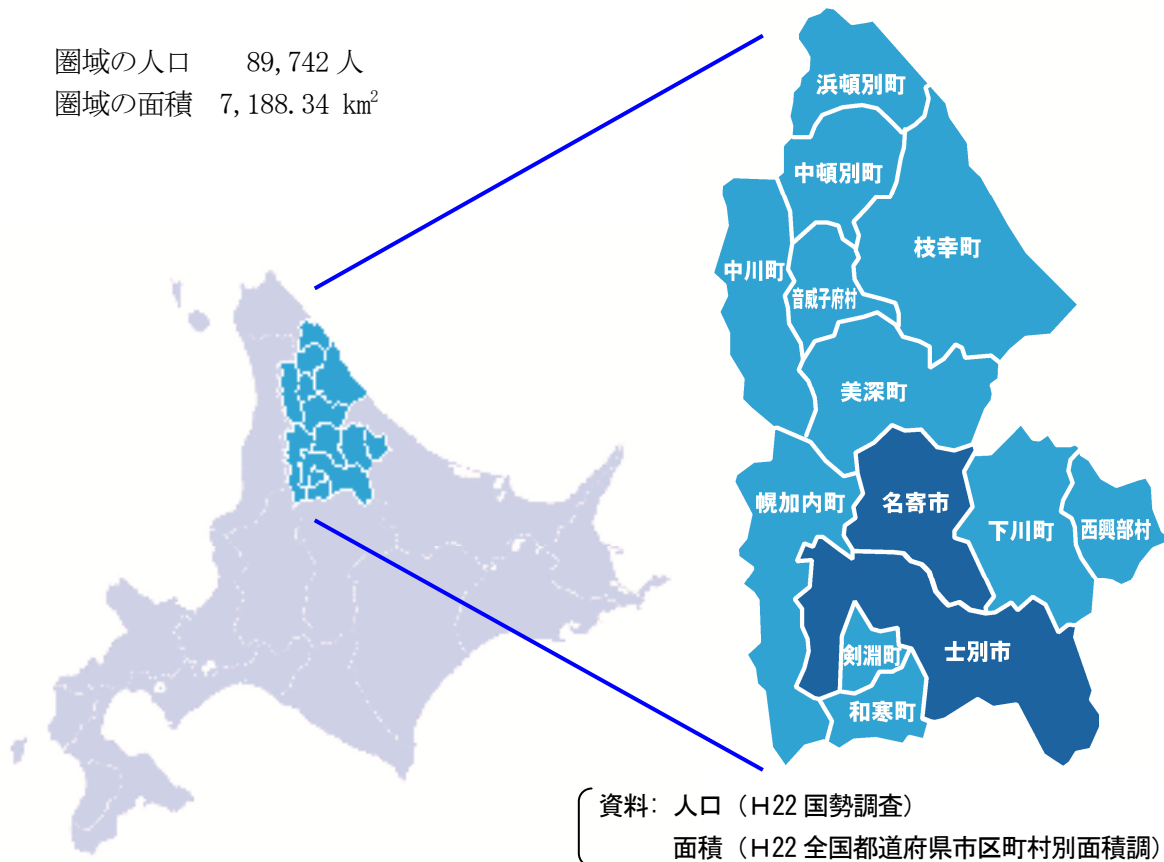 圏域の人口 89,742 人
圏域の面積 7,188.34 km²
浜頓別町
中頓別町
枝幸町
中川町
音威子府村
美深町
幌加内町
名寄市
下川町
西興部村
士別市
剣淵町
和寒町
資料: 人口 (H22 国勢調査)
面積 (H22 全国都道府県市区町村別面積調)